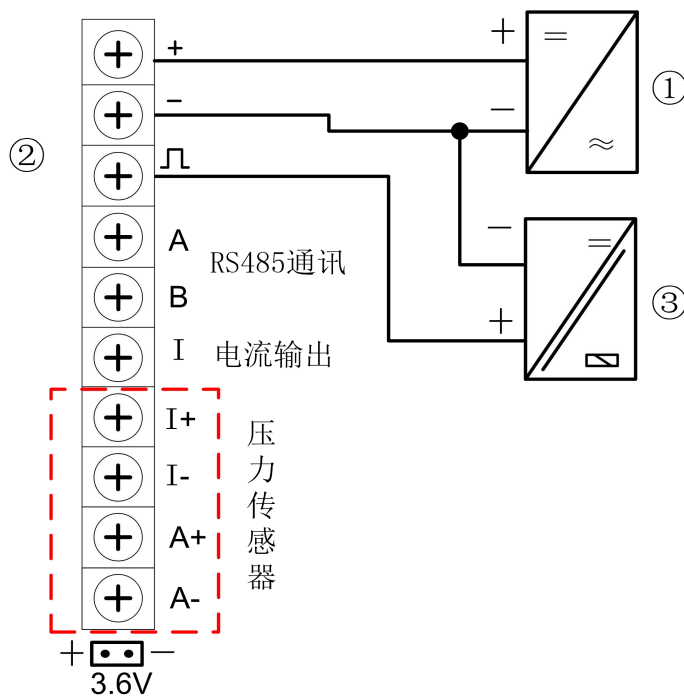 +
+
①
−
−
②
≈
A
RS485通讯
−
B
③
I 电流输出
+
I+
I-
A+
A-
压力传感器
+ −
3.6V